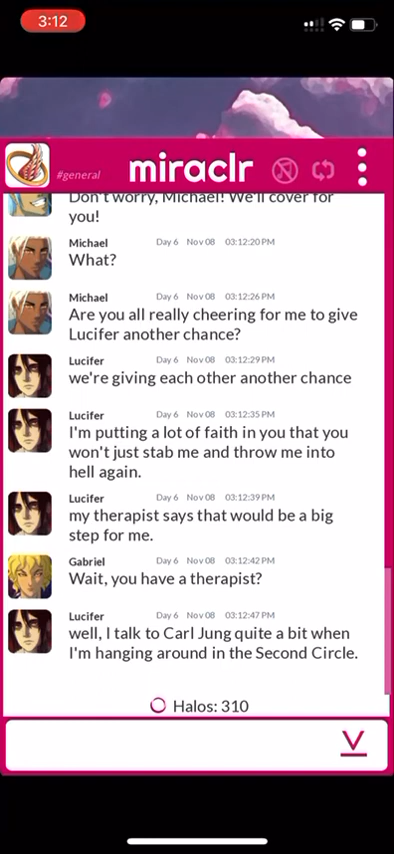 3:12
#general
miraclr
Don't worry, Michael! We'll cover for
you!
Michael Day 6 Nov 08 03:12:20 PM
What?
Michael Day 6 Nov 08 03:12:26 PM
Are you all really cheering for me to give
Lucifer another chance?
Lucifer Day 6 Nov 08 03:12:29 PM
we're giving each other another chance
Lucifer Day 6 Nov 08 03:12:35 PM
I'm putting a lot of faith in you that you
won't just stab me and throw me into
hell again.
Lucifer Day 6 Nov 08 03:12:39 PM
my therapist says that would be a big
step for me.
Gabriel Day 6 Nov 08 03:12:42 PM
Wait, you have a therapist?
Lucifer Day 6 Nov 08 03:12:47 PM
well, I talk to Carl Jung quite a bit when
I'm hanging around in the Second Circle.
Halos: 310